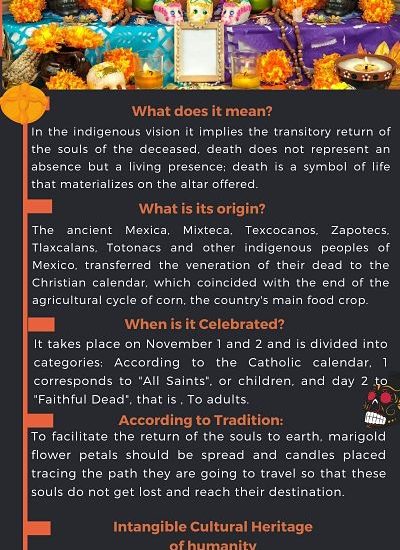 What does it mean?
In the indigenous vision it implies the transitory return of
the souls of the deceased, death does not represent an
absence but a living presence; death is a symbol of life
that materializes on the altar offered.
What is its origin?
The ancient Mexica, Mixteca, Texcocanos, Zapotecs,
Tlaxcalans, Totonacs and other indigenous peoples of
Mexico, transferred the veneration of their dead to the
Christian calendar, which coincided with the end of the
agricultural cycle of corn, the country's main food crop.
When is it Celebrated?
It takes place on November 1 and 2 and is divided into
categories: According to the Catholic calendar, 1
corresponds to "All Saints", or children, and day 2 to
"Faithful Dead", that is , To adults.
According to Tradition:
To facilitate the return of the souls to earth, marigold
flower petals should be spread and candles placed
tracing the path they are going to travel so that these
souls do not get lost and reach their destination.
Intangible Cultural Heritage
of humanity